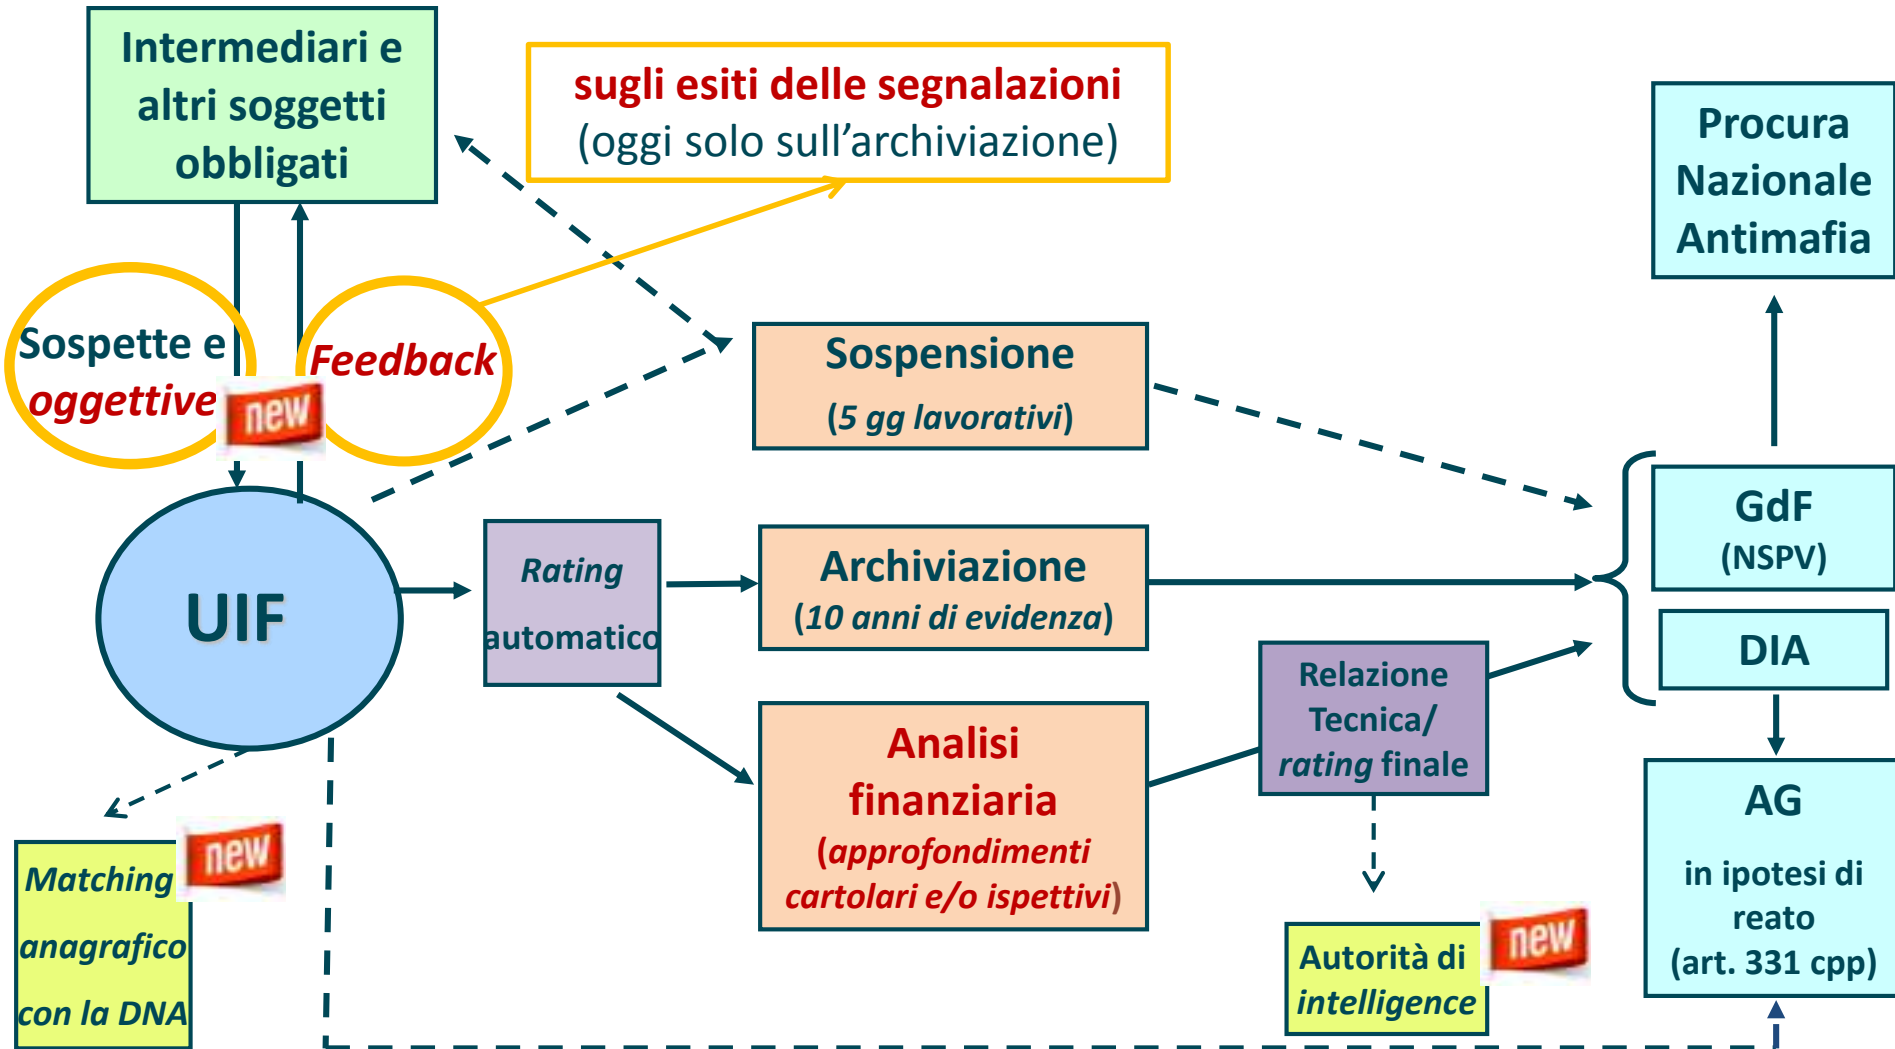 Intermediari e
altri soggetti
obbligati
sugli esiti delle segnalazioni
(oggi solo sull’archiviazione)
Procura
Nazionale
Antimafia
Sospette e
oggettive
new
Feedback
Sospensione
(5 gg lavorativi)
GdF
(NSPV)
UIF
Rating
automatico
Archiviazione
(10 anni di evidenza)
DIA
Relazione
Tecnica/
rating finale
Analisi
finanziaria
(approfondimenti
cartolari e/o ispettivi)
AG
in ipotesi di
reato
(art. 331 cpp)
new
Matching
anagrafico
con la DNA
new
Autorità di
intelligence